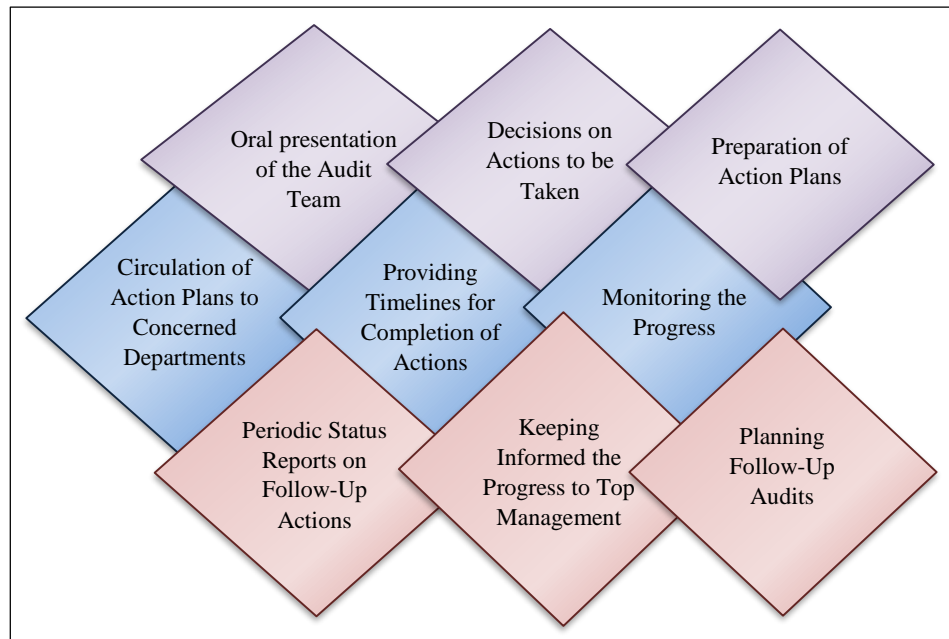 Oral presentation
of the Audit
Team
Decisions on
Actions to be
Taken
Preparation of
Action Plans
Circulation of
Action Plans to
Concerned
Departments
Providing
Timelines for
Completion of
Actions
Monitoring the
Progress
Periodic Status
Reports on
Follow-Up
Actions
Keeping
Informed the
Progress to Top
Management
Planning
Follow-Up
Audits